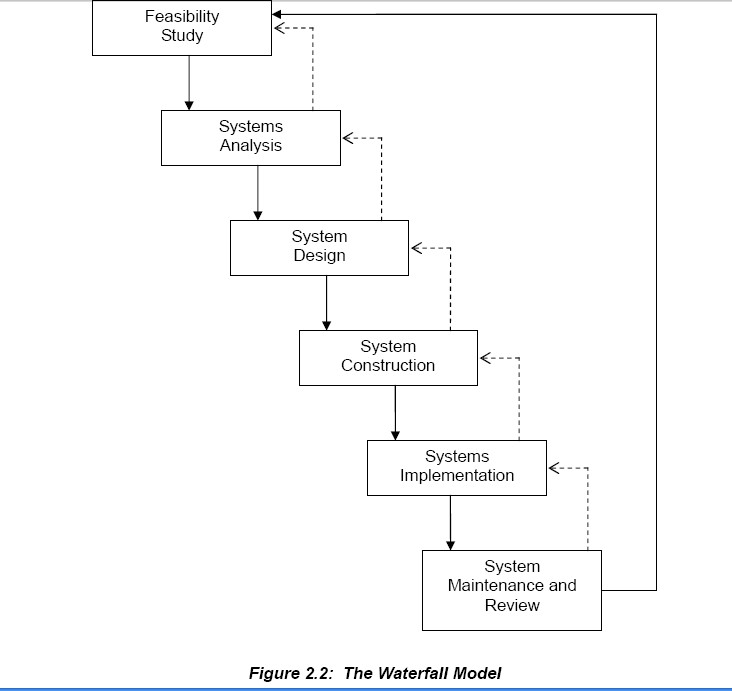 Feasibility
Study
Systems
Analysis
System
Design
System
Construction
Systems
Implementation
System
Maintenance and
Review
Figure 2.2: The Waterfall Model